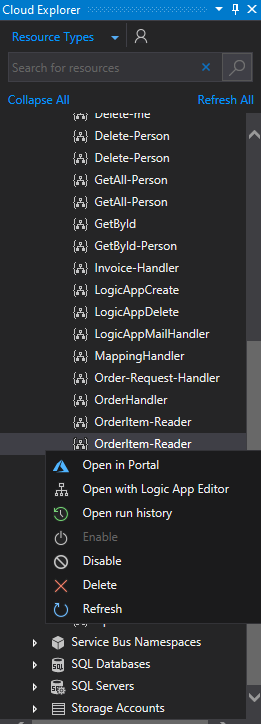 Cloud Explorer
Resource Types
Search for resources
Collapse All Refresh All
Delete-me
Delete-Person
Delete-Person
GetAll-Person
GetAll-Person
GetById
GetById-Person
Invoice-Handler
LogicAppCreate
LogicAppDelete
LogicAppMailHandler
MappingHandler
Order-Request-Handler
OrderHandler
OrderItem-Reader
OrderItem-Reader
Open in Portal
Open with Logic App Editor
Open run history
Enable
Disable
Delete
Refresh
Service Bus Namespaces
SQL Databases
SQL Servers
Storage Accounts